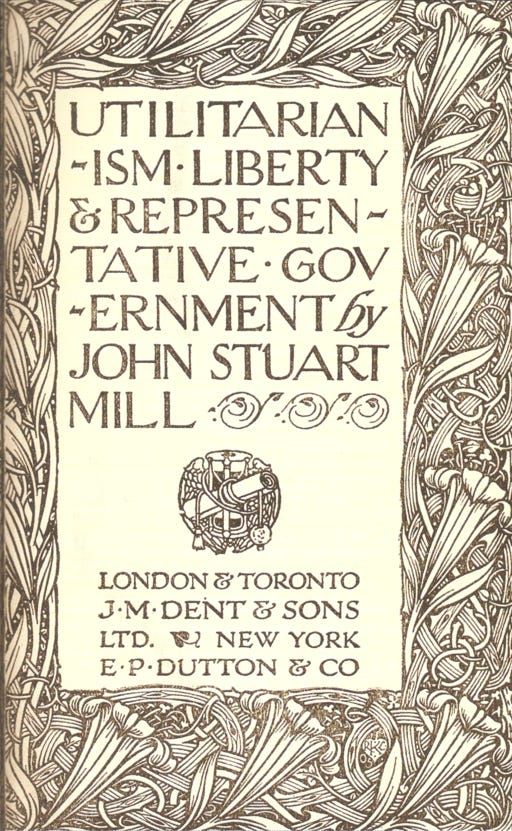 UTILITARIAN
-ISM · LIBERTY
& REPRESEN-
TATIVE · GOV
-ERNMENT by
JOHN STUART
MILL
LONDON & TORONTO
J · M · DENT & SONS
LTD. NEW YORK
E · P · DUTTON & CO